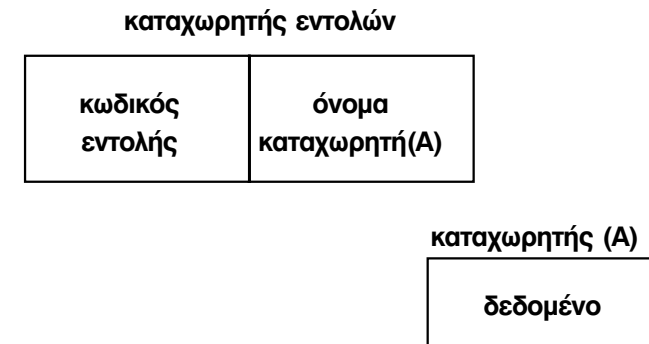 καταχωρητής εντολών
κωδικός
εντολής
όνομα
καταχωρητή(Α)
καταχωρητής (Α)
δεδομένο